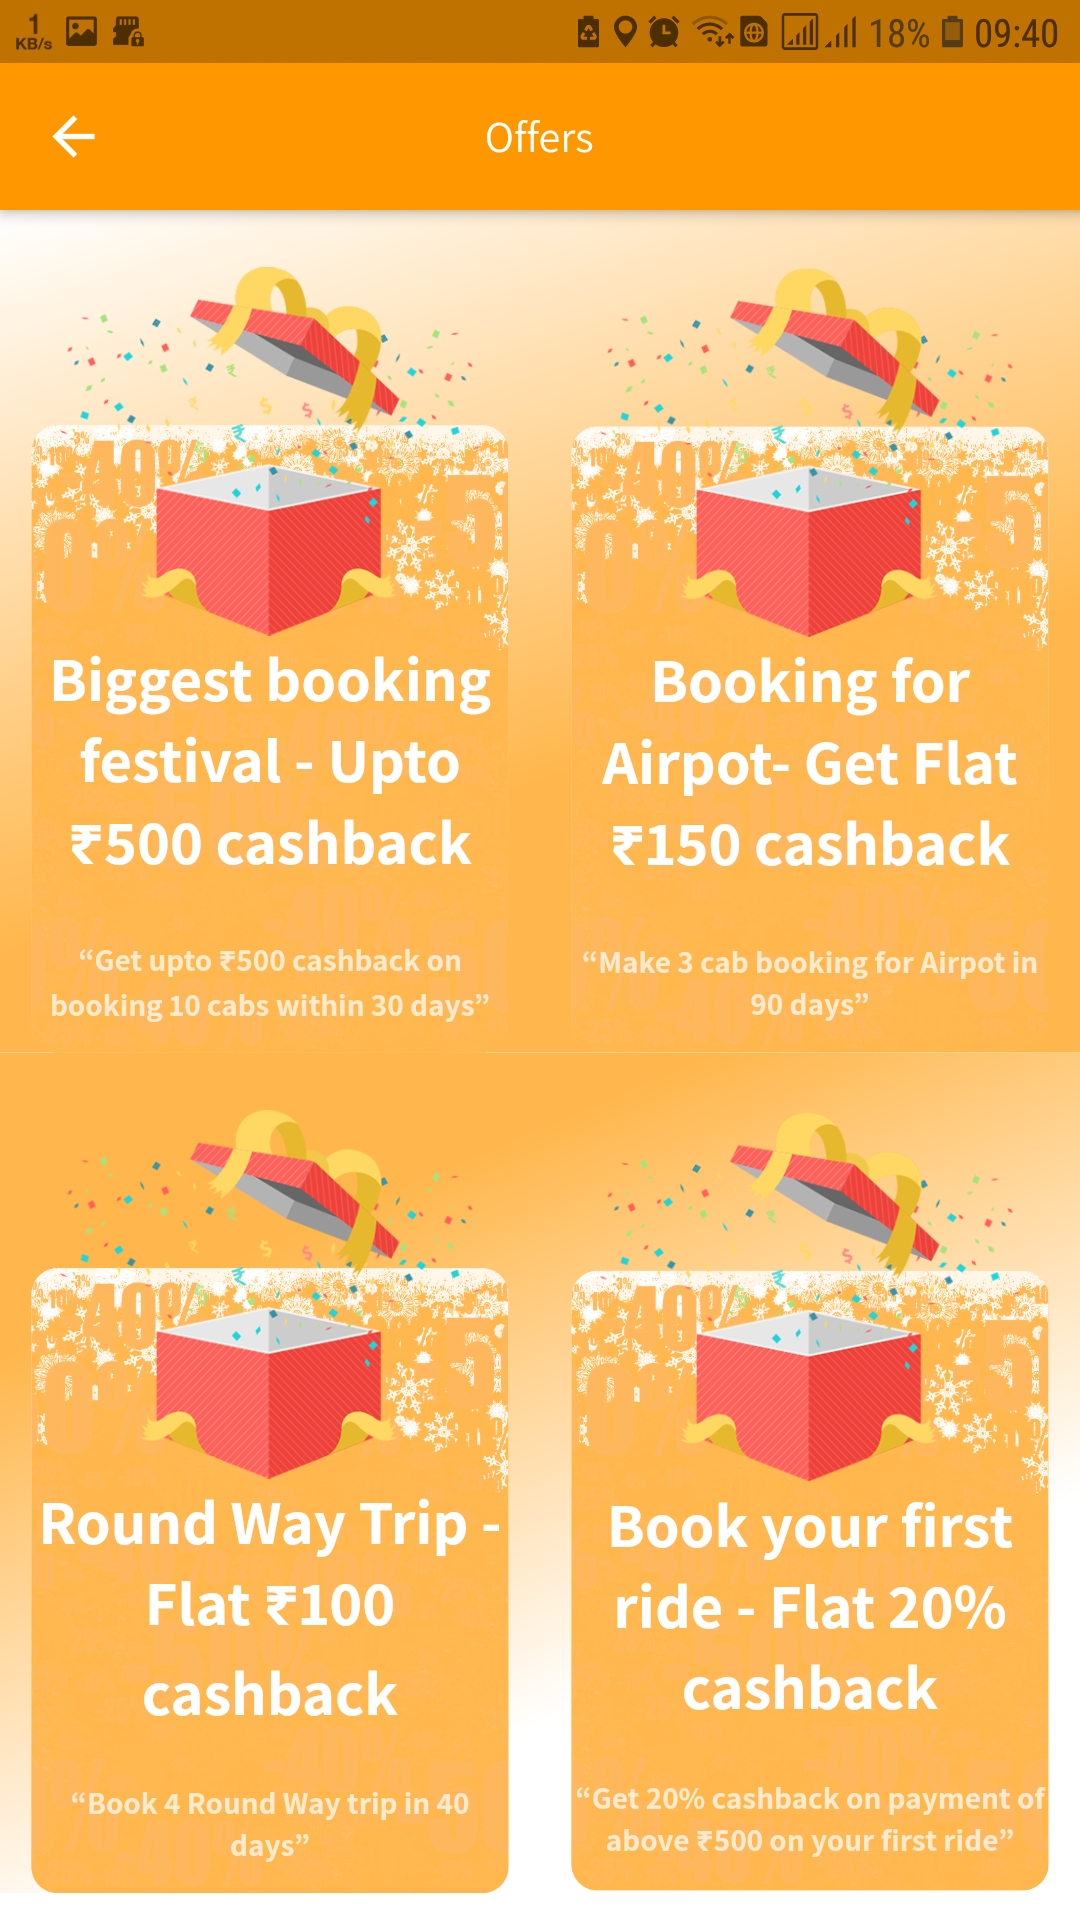 1
KB/s
18% 09:40
Offers
Biggest booking
festival - Upto
₹500 cashback
“Get upto ₹500 cashback on
booking 10 cabs within 30 days”
Booking for
Airpot- Get Flat
₹150 cashback
“Make 3 cab booking for Airpot in
90 days”
Round Way Trip -
Flat ₹100
cashback
“Book 4 Round Way trip in 40
days”
Book your first
ride - Flat 20%
cashback
“Get 20% cashback on payment of
above ₹500 on your first ride”